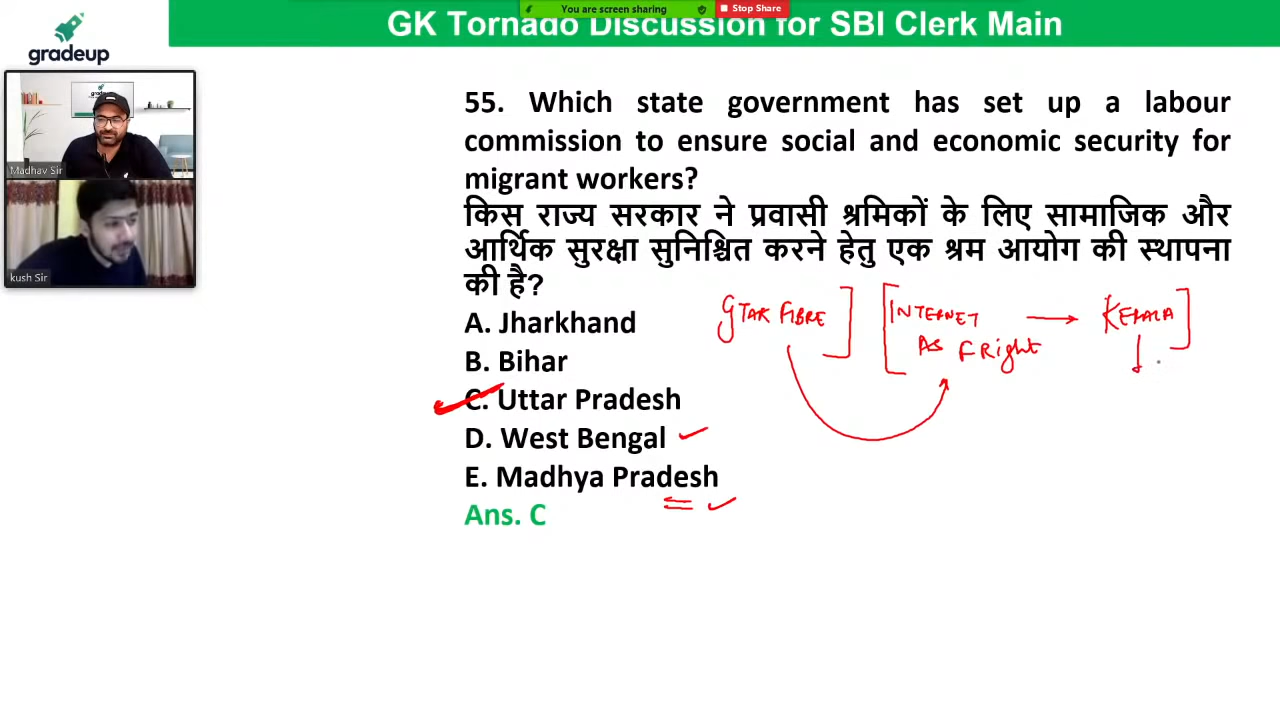 GK Tornado Discussion for SBI Clerk Main
You are screen sharing
Stop Share
gradeup
Madhav Sir
kush Sir
55. Which state government has set up a labour
commission to ensure social and economic security for
migrant workers?
किस राज्य सरकार ने प्रवासी श्रमिकों के लिए सामाजिक और
आर्थिक सुरक्षा सुनिश्चित करने हेतु एक श्रम आयोग की स्थापना
की है?
A. Jharkhand
B. Bihar
C. Uttar Pradesh
D. West Bengal
E. Madhya Pradesh
Ans. C
FIBRE
INTERNET
AS FRight
KERALA